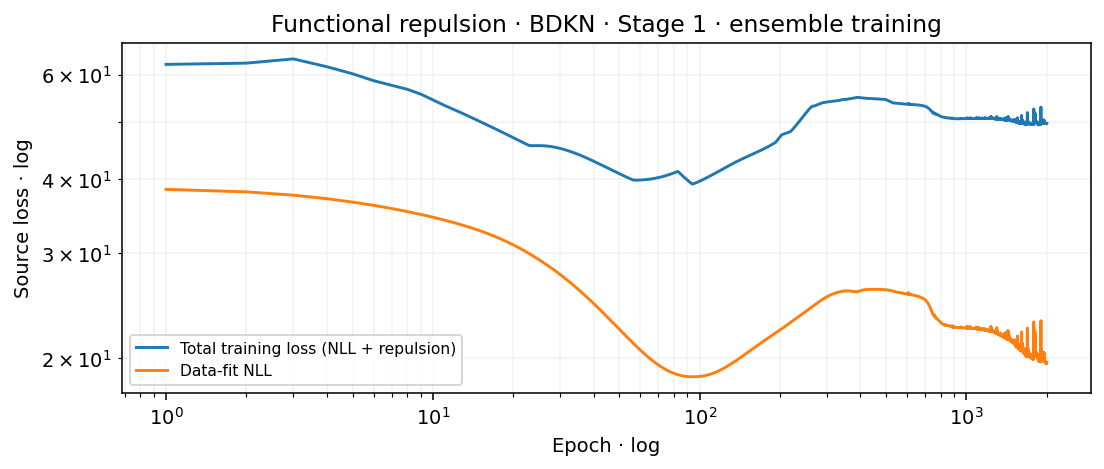 Functional repulsion · BDKN · Stage 1 · ensemble training
Source loss · log
6 × 10¹
4 × 10¹
3 × 10¹
2 × 10¹
Total training loss (NLL + repulsion)
Data-fit NLL
10⁰
10¹
10²
10³
Epoch · log